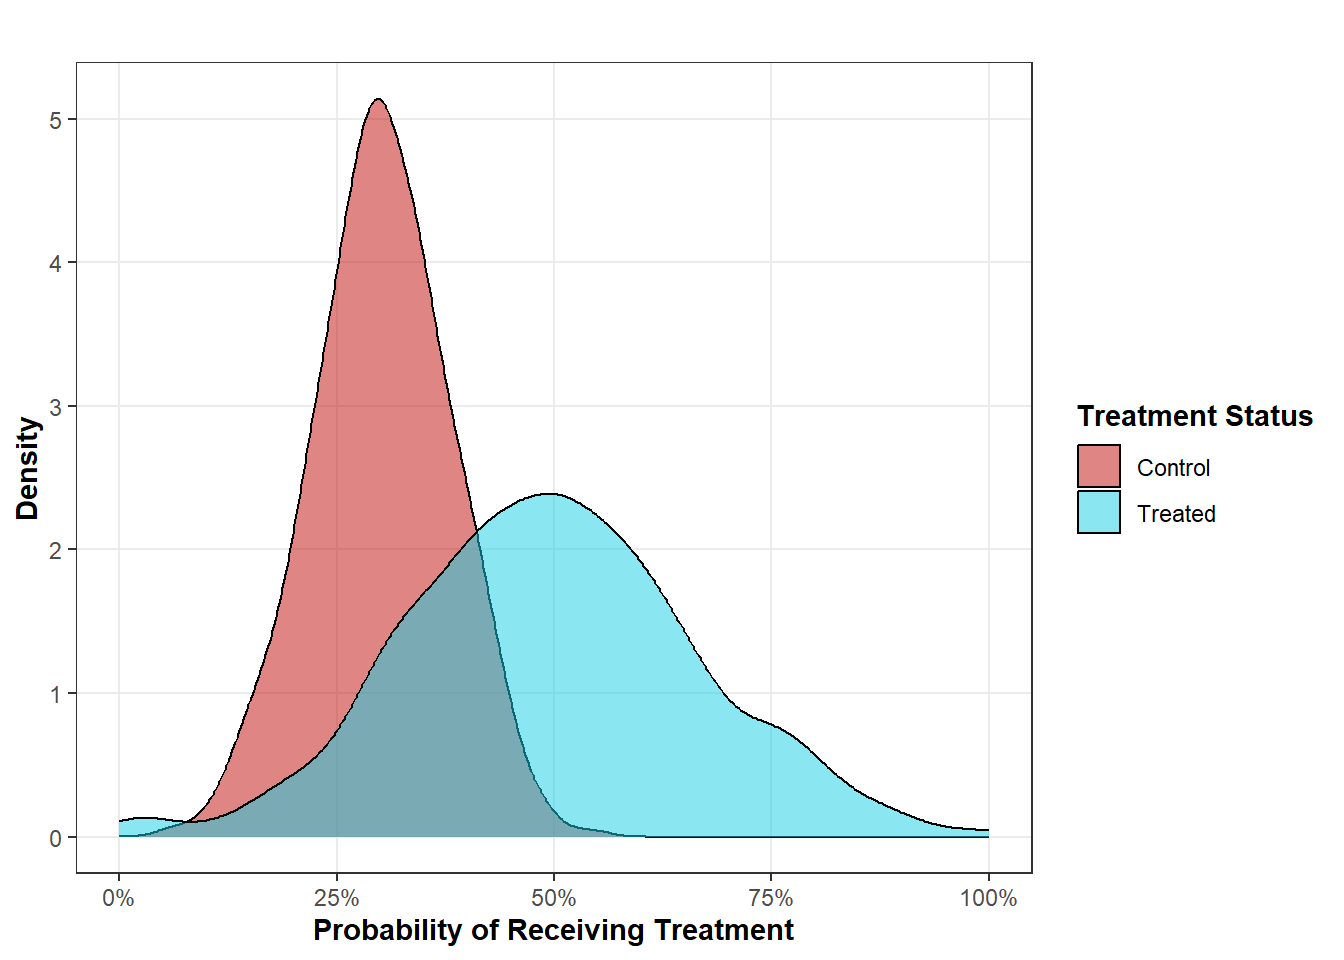 5
4
3
2
1
0
Density
0%
25%
50%
75%
100%
Probability of Receiving Treatment
Treatment Status
Control
Treated